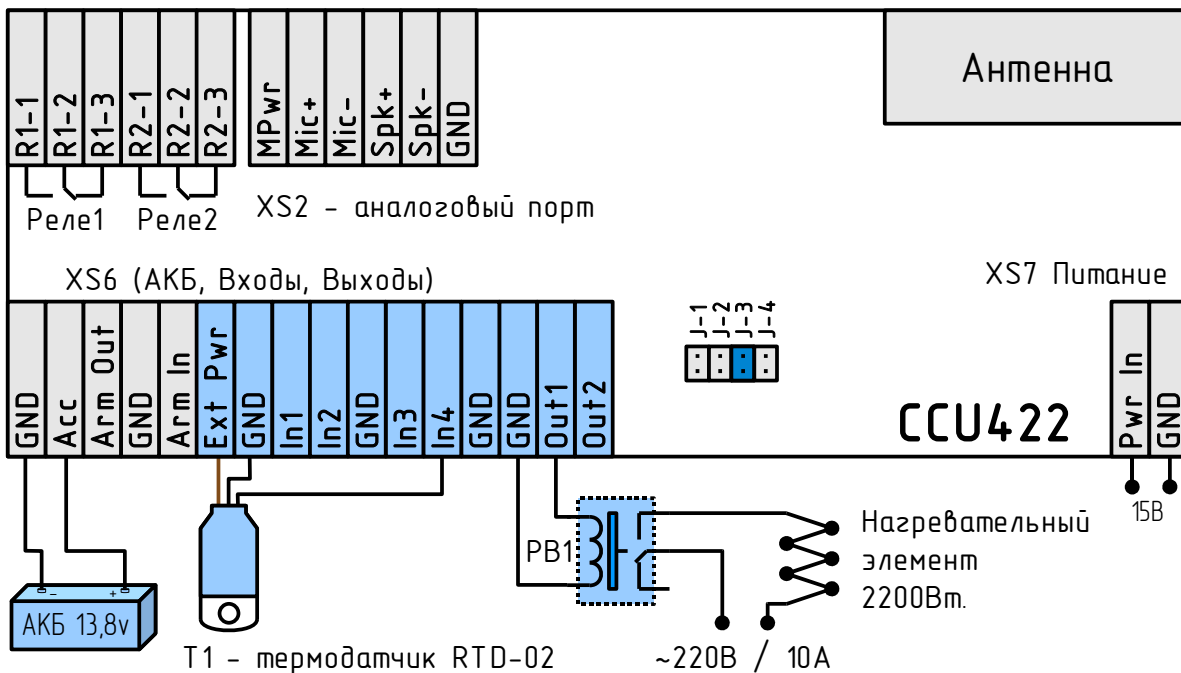 R1-1
R1-2
R1-3
R2-1
R2-2
R2-3
MPwr
Mic+
Mic-
Spk+
Spk-
GND
Антенна
Реле1
Реле2
XS2 - аналоговый порт
XS6 (АКБ, Входы, Выходы)
XS7 Питание
GND
Acc
Arm Out
GND
Arm In
Ext Pwr
GND
In1
In2
GND
In3
In4
GND
GND
Out1
Out2
J-1
J-2
J-3
J-4
CCU422
Pwr In
GND
15В
РВ1
Нагревательный
элемент
2200Вт.
- +
АКБ 13,8v
T1 - термодатчик RTD-02
~220В / 10А